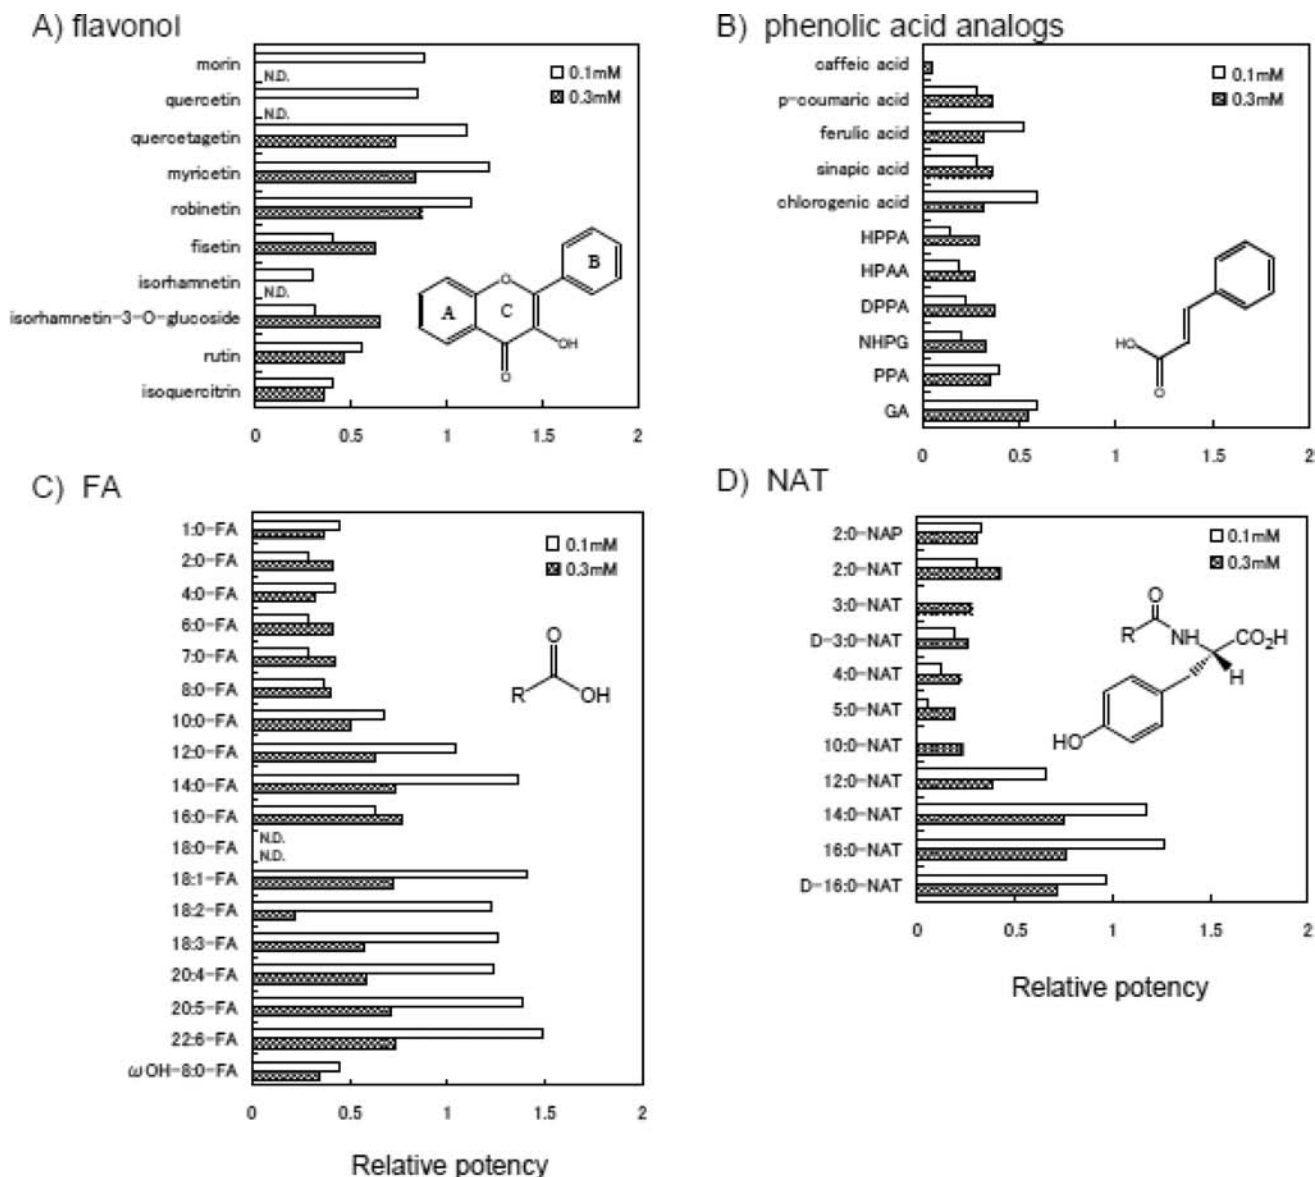 A) flavonol
morin
N.D.
quercetin
N.D.
quercetagetin
myricetin
robinetin
fisetin
isorhamnetin
N.D.
isorhamnetin-3-O-glucoside
rutin
isoquercitrin
0.1mM
0.3mM
A
B
C
O
O
OH
0 0.5 1 1.5 2
B) phenolic acid analogs
caffeic acid
p-coumaric acid
ferulic acid
sinapic acid
chlorogenic acid
HPPA
HPAA
DPPA
NHPG
PPA
GA
0.1mM
0.3mM
HO
O
0 0.5 1 1.5 2
C) FA
1:0-FA
2:0-FA
4:0-FA
6:0-FA
7:0-FA
8:0-FA
10:0-FA
12:0-FA
14:0-FA
16:0-FA
18:0-FA
N.D.
N.D.
18:1-FA
18:2-FA
18:3-FA
20:4-FA
20:5-FA
22:6-FA
ωOH-8:0-FA
0.1mM
0.3mM
O
R
OH
0 0.5 1 1.5 2
Relative potency
D) NAT
2:0-NAP
2:0-NAT
3:0-NAT
D-3:0-NAT
4:0-NAT
5:0-NAT
10:0-NAT
12:0-NAT
14:0-NAT
16:0-NAT
D-16:0-NAT
0.1mM
0.3mM
O
R
NH
CO2H
H
HO
0 0.5 1 1.5 2
Relative potency